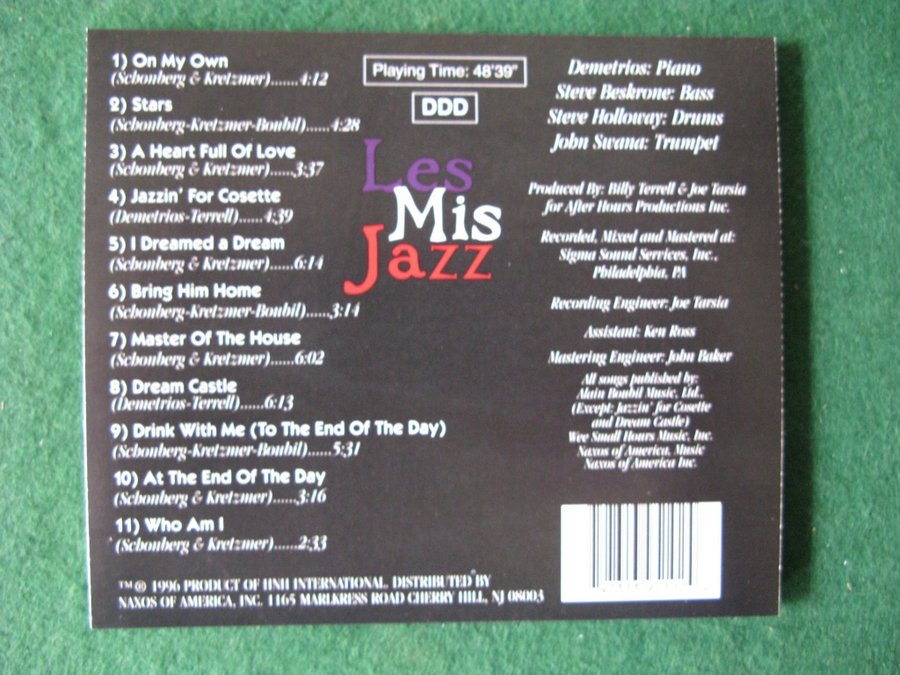 1) On My Own
(Schonberg & Kretzmer).......4:12
2) Stars
(Schonberg-Kretzmer-Boubil)......4:28
3) A Heart Full Of Love
(Schonberg & Kretzmer)......3:37
4) Jazzin' For Cosette
(Demetrios-Terrell)......4:39
5) I Dreamed a Dream
(Schonberg & Kretzmer)......6:14
6) Bring Him Home
(Schonberg-Kretzmer-Boubil)......3:14
7) Master Of The House
(Schonberg & Kretzmer)......6:02
8) Dream Castle
(Demetrios-Terrell)......6:13
9) Drink With Me (To The End Of The Day)
(Schonberg-Kretzmer-Boubil)......5:31
10) At The End Of The Day
(Schonberg & Kretzmer)......3:16
11) Who Am I
(Schonberg & Kretzmer)......2:33
Playing Time: 48'39"
DDD
Les
Mis
Jazz
Demetrios: Piano
Steve Beskrone: Bass
Steve Holloway: Drums
John Swana: Trumpet
Produced By: Billy Terrell & Joe Tarsia
for After Hours Productions Inc.
Recorded, Mixed and Mastered at:
Sigma Sound Services, Inc.,
Philadelphia, PA
Recording Engineer: Joe Tarsia
Assistant: Ken Ross
Mastering Engineer: John Baker
All songs published by:
Alain Boubil Music, Ltd.,
(Except: Jazzin' for Cosette
and Dream Castle)
Wee Small Hours Music, Inc.
Naxos of America, Music
Naxos of America Inc.
™® 1996 PRODUCT OF HNH INTERNATIONAL. DISTRIBUTED BY
NAXOS OF AMERICA, INC. 1165 MARLKRESS ROAD CHERRY HILL, NJ 08003